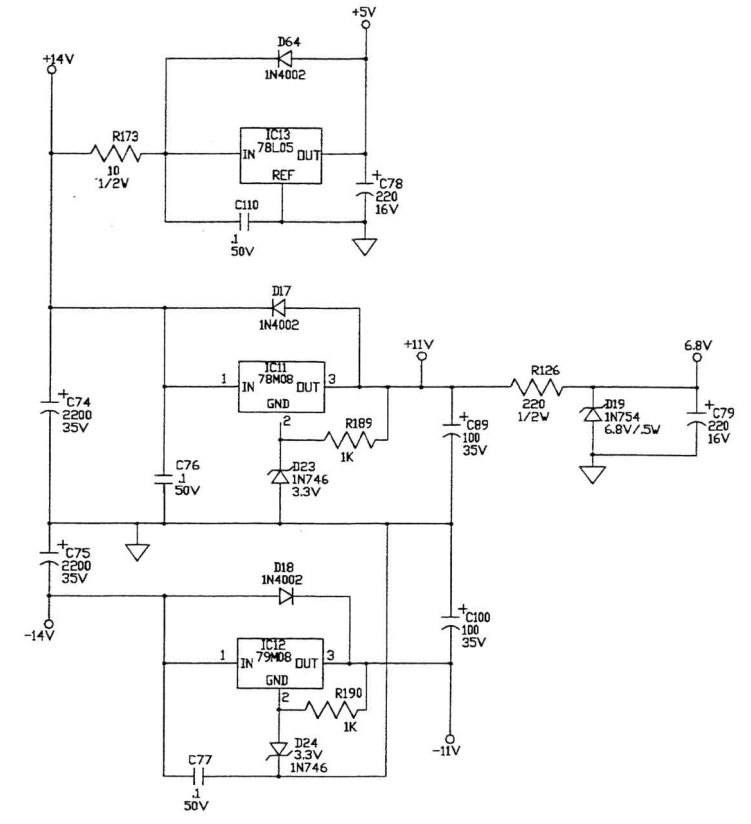 +5V
+14V
D64
1N4002
R173
10
1/2W
IC13
78L05
IN OUT
REF
+
C78
220
16V
C110
.1
50V
D17
1N4002
+11V
6.8V
IC11
78M08
1 IN OUT 3
GND
2
R126
220
1/2W
D19
1N754
6.8V/.5W
+
C79
220
16V
+
C74
2200
35V
R189
1K
+
C89
100
35V
C76
.1
50V
D23
1N746
3.3V
+
C75
2200
35V
D18
1N4002
-14V
+
C100
100
35V
IC12
79M08
1 IN OUT 3
GND
2
R190
1K
D24
3.3V
1N746
-11V
C77
.1
50V